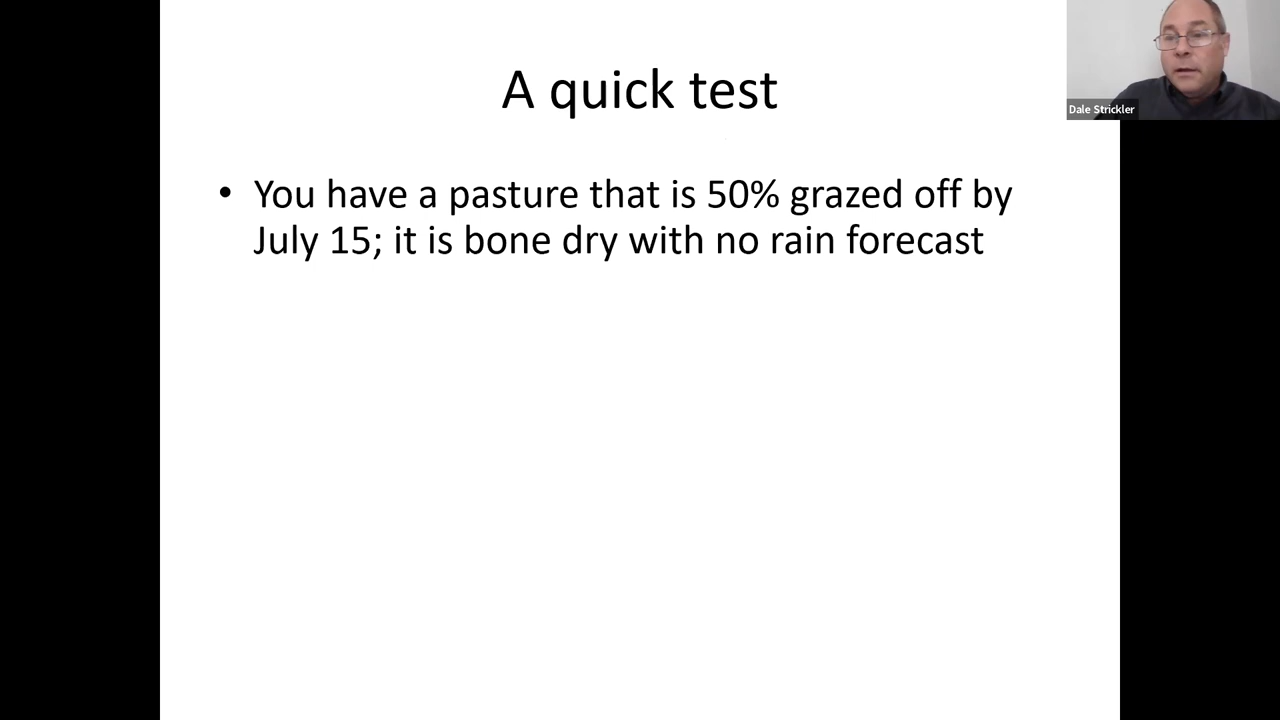 A quick test
Dale Strickler
• You have a pasture that is 50% grazed off by
July 15; it is bone dry with no rain forecast